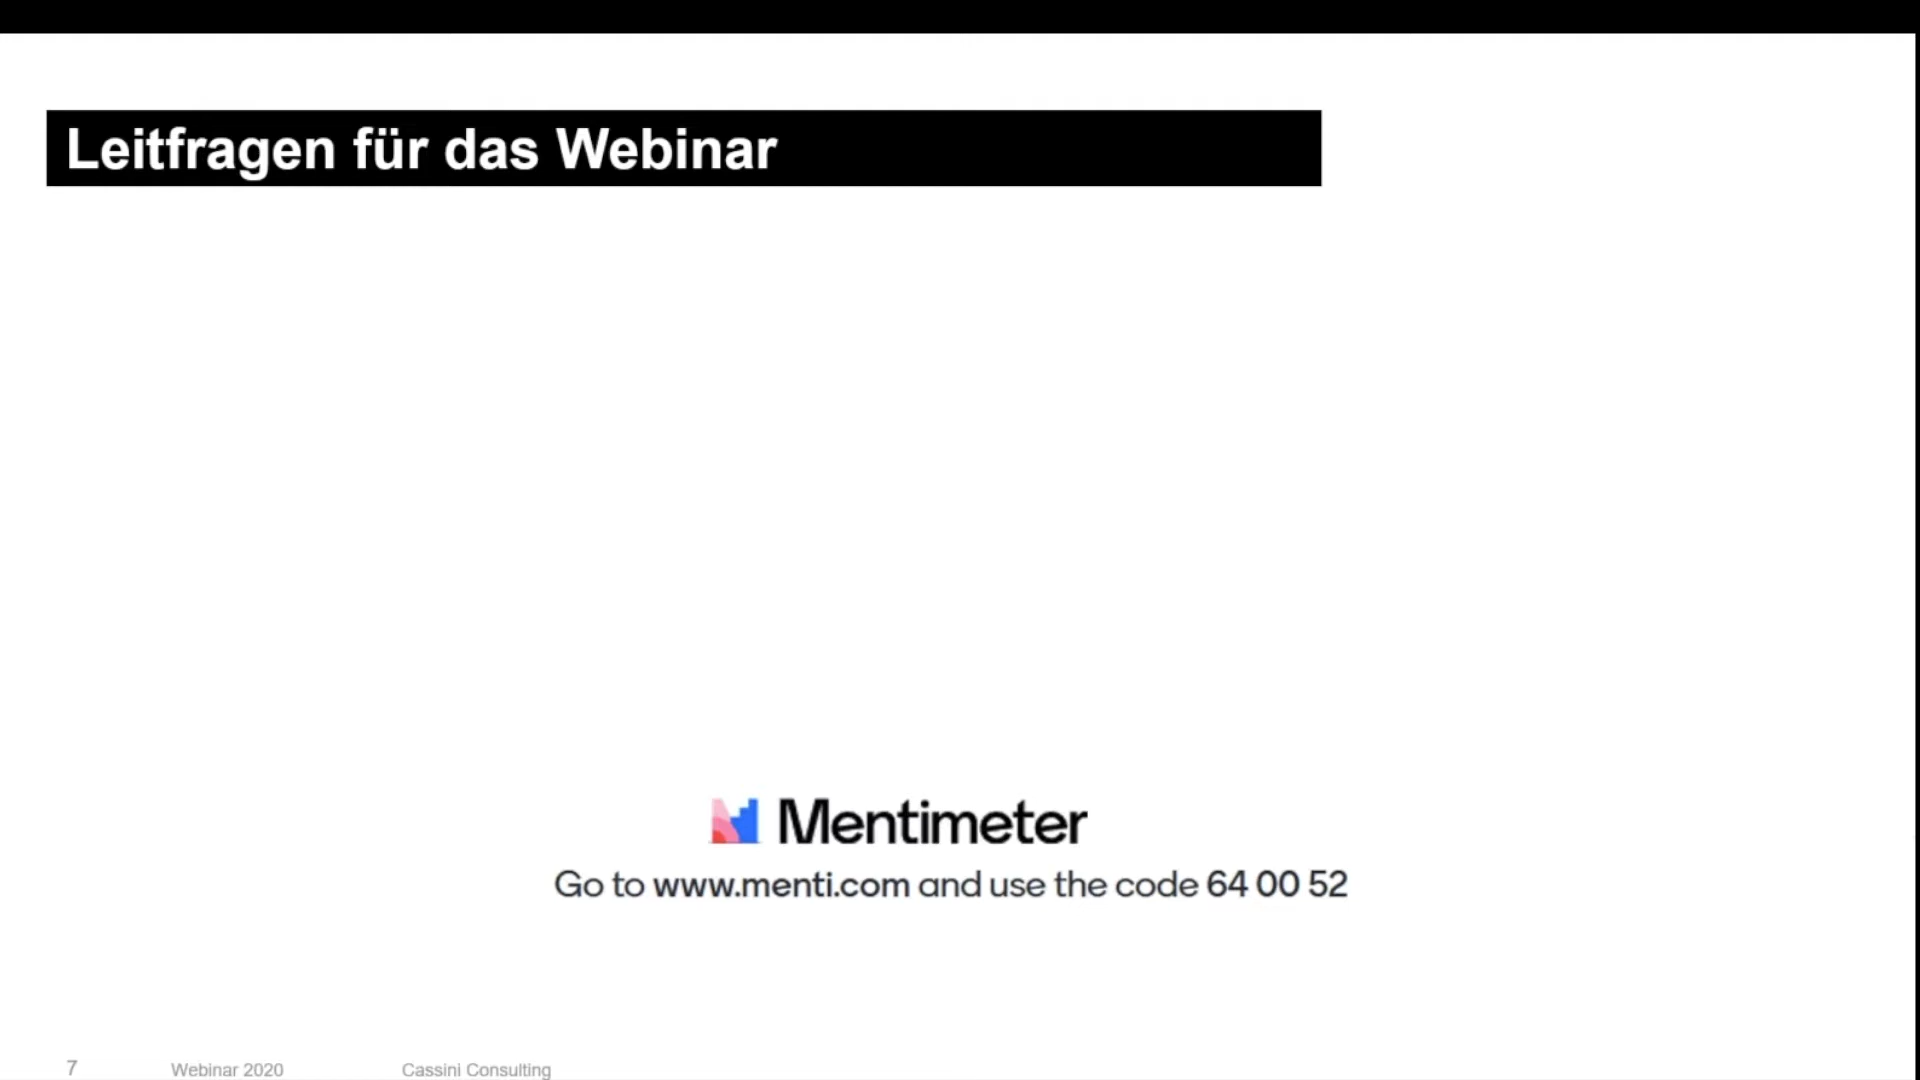 Leitfragen für das Webinar
Mentimeter
Go to www.menti.com and use the code 64 00 52
7 Webinar 2020 Cassini Consulting